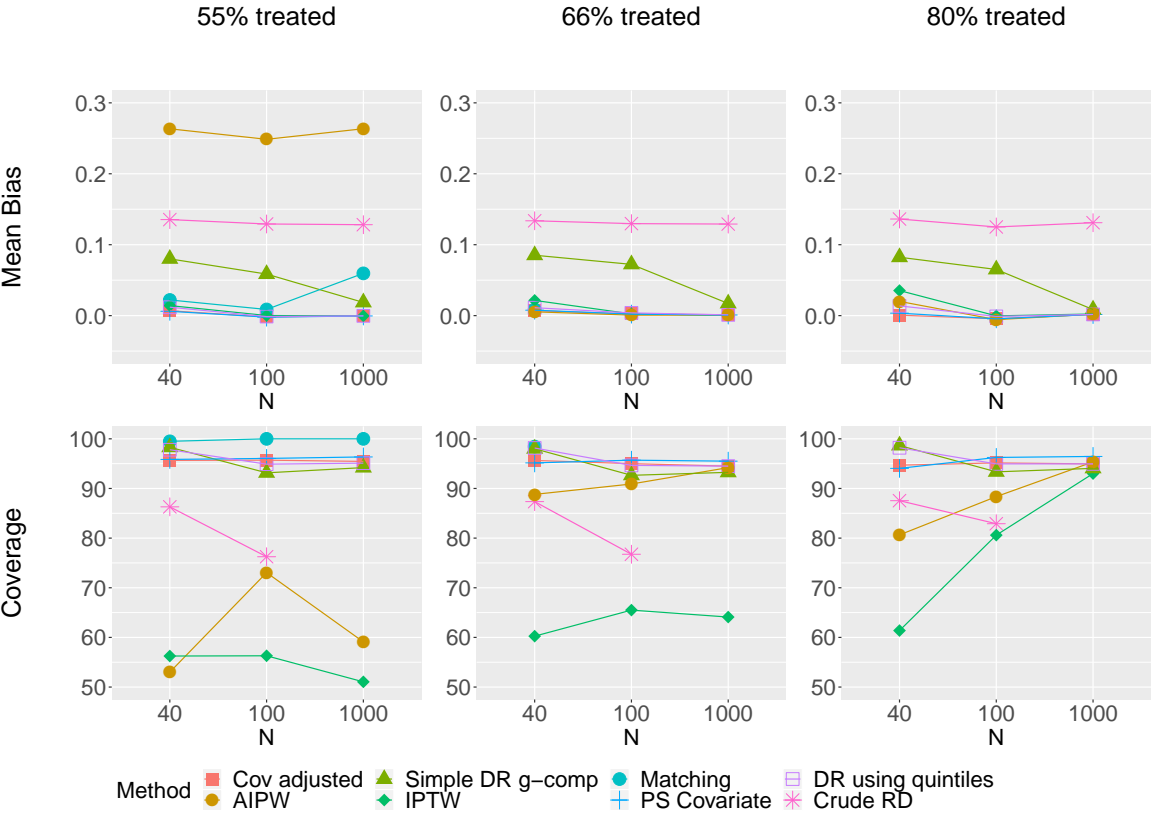 55% treated 66% treated 80% treated
Mean Bias
0.3 0.3 0.3
0.2 0.2 0.2
0.1 0.1 0.1
0.0 0.0 0.0
40 100 1000 40 100 1000 40 100 1000
N N N
Coverage
100 100 100
90 90 90
80 80 80
70 70 70
60 60 60
50 50 50
40 100 1000 40 100 1000 40 100 1000
N N N
Method
Cov adjusted Simple DR g−comp Matching DR using quintiles
AIPW IPTW PS Covariate Crude RD